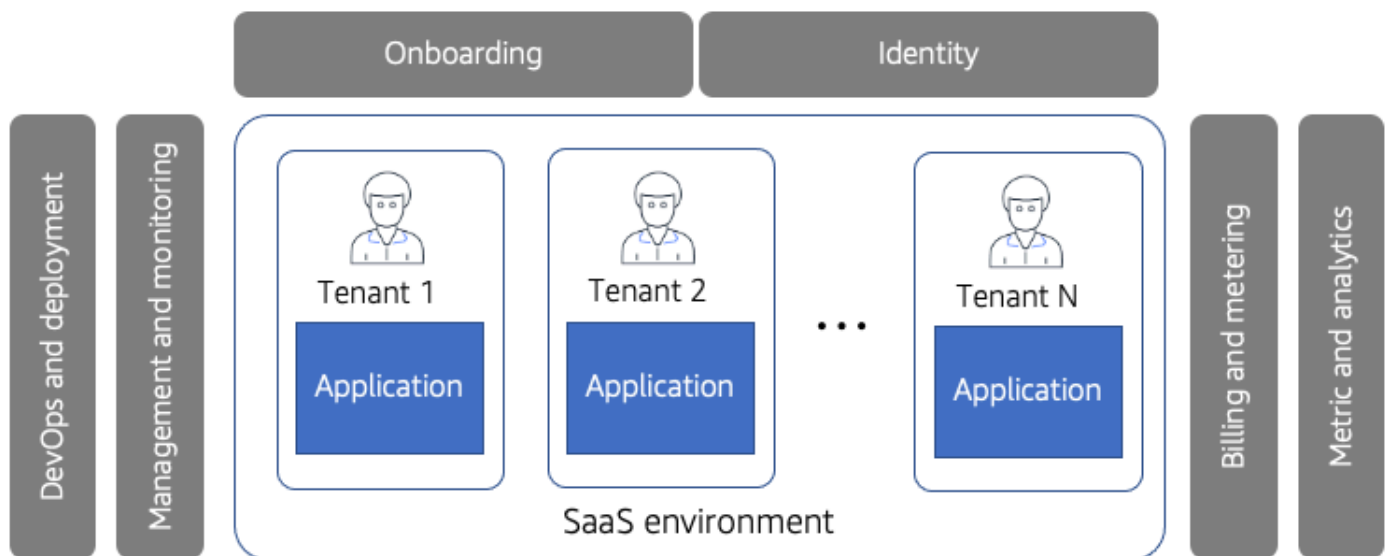 Onboarding
Identity
DevOps and deployment
Management and monitoring
Tenant 1
Application
Tenant 2
Application
...
Tenant N
Application
SaaS environment
Billing and metering
Metric and analytics